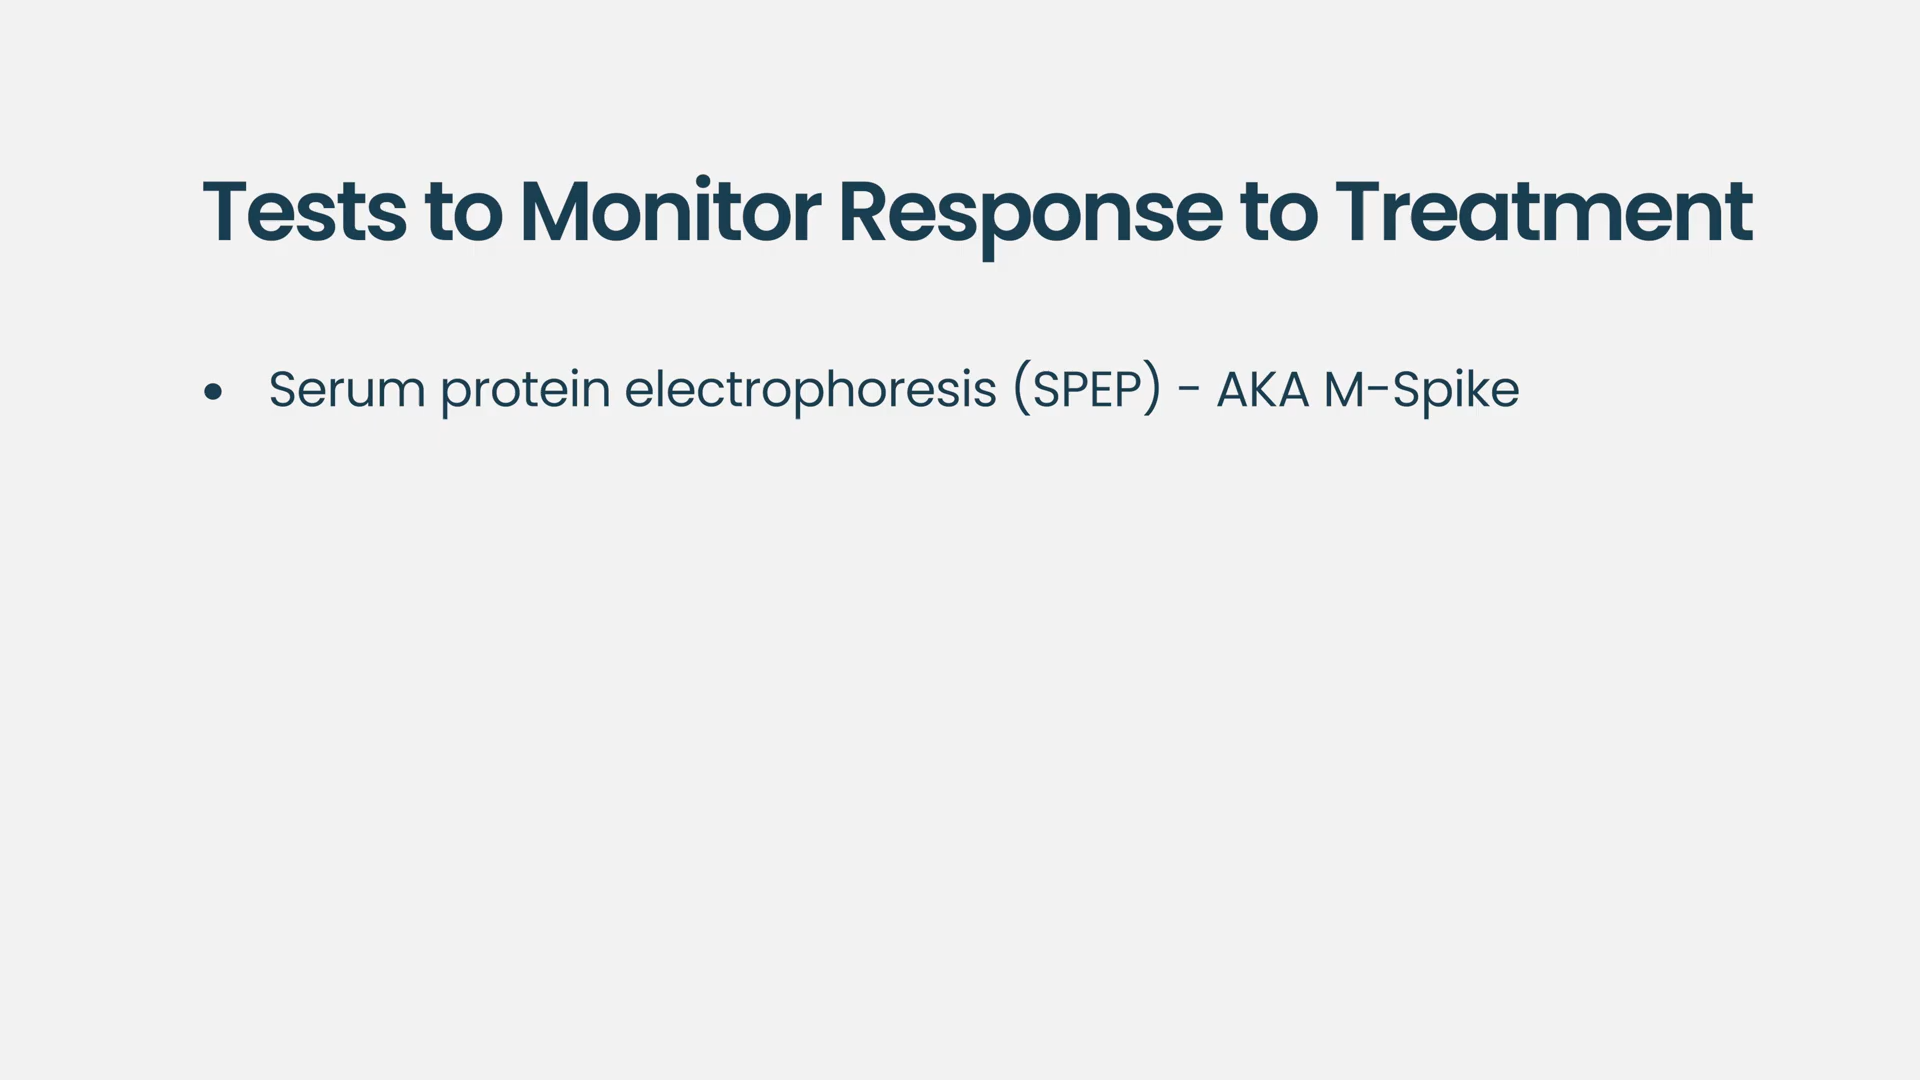 Tests to Monitor Response to Treatment
• Serum protein electrophoresis (SPEP) - AKA M-Spike